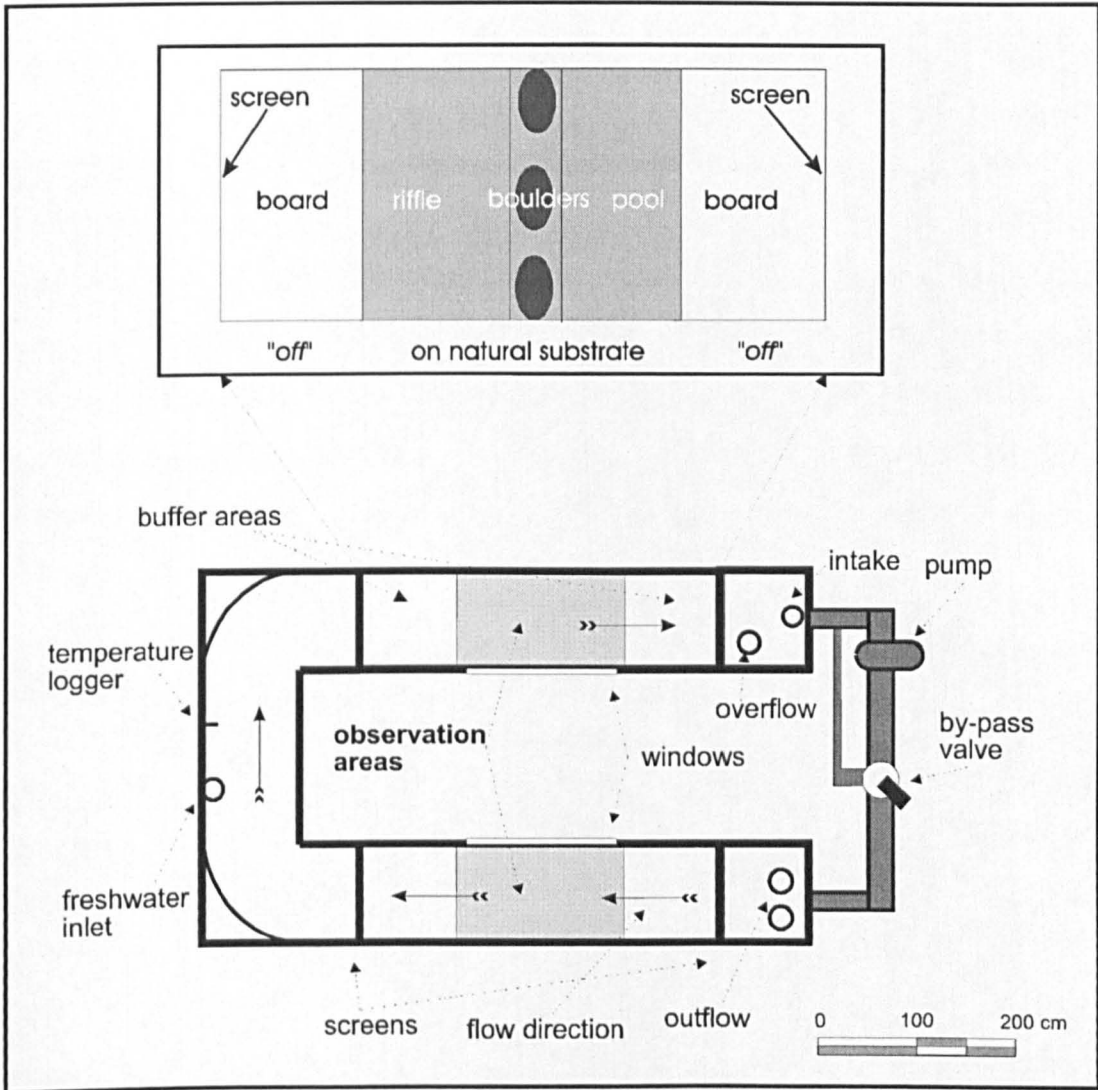 screen
screen
board
riffle
boulders
pool
board
"off"
on natural substrate
"off"
buffer areas
intake
pump
temperature
logger
observation
areas
overflow
windows
by-pass
valve
freshwater
inlet
screens
flow direction
outflow
0
100
200 cm